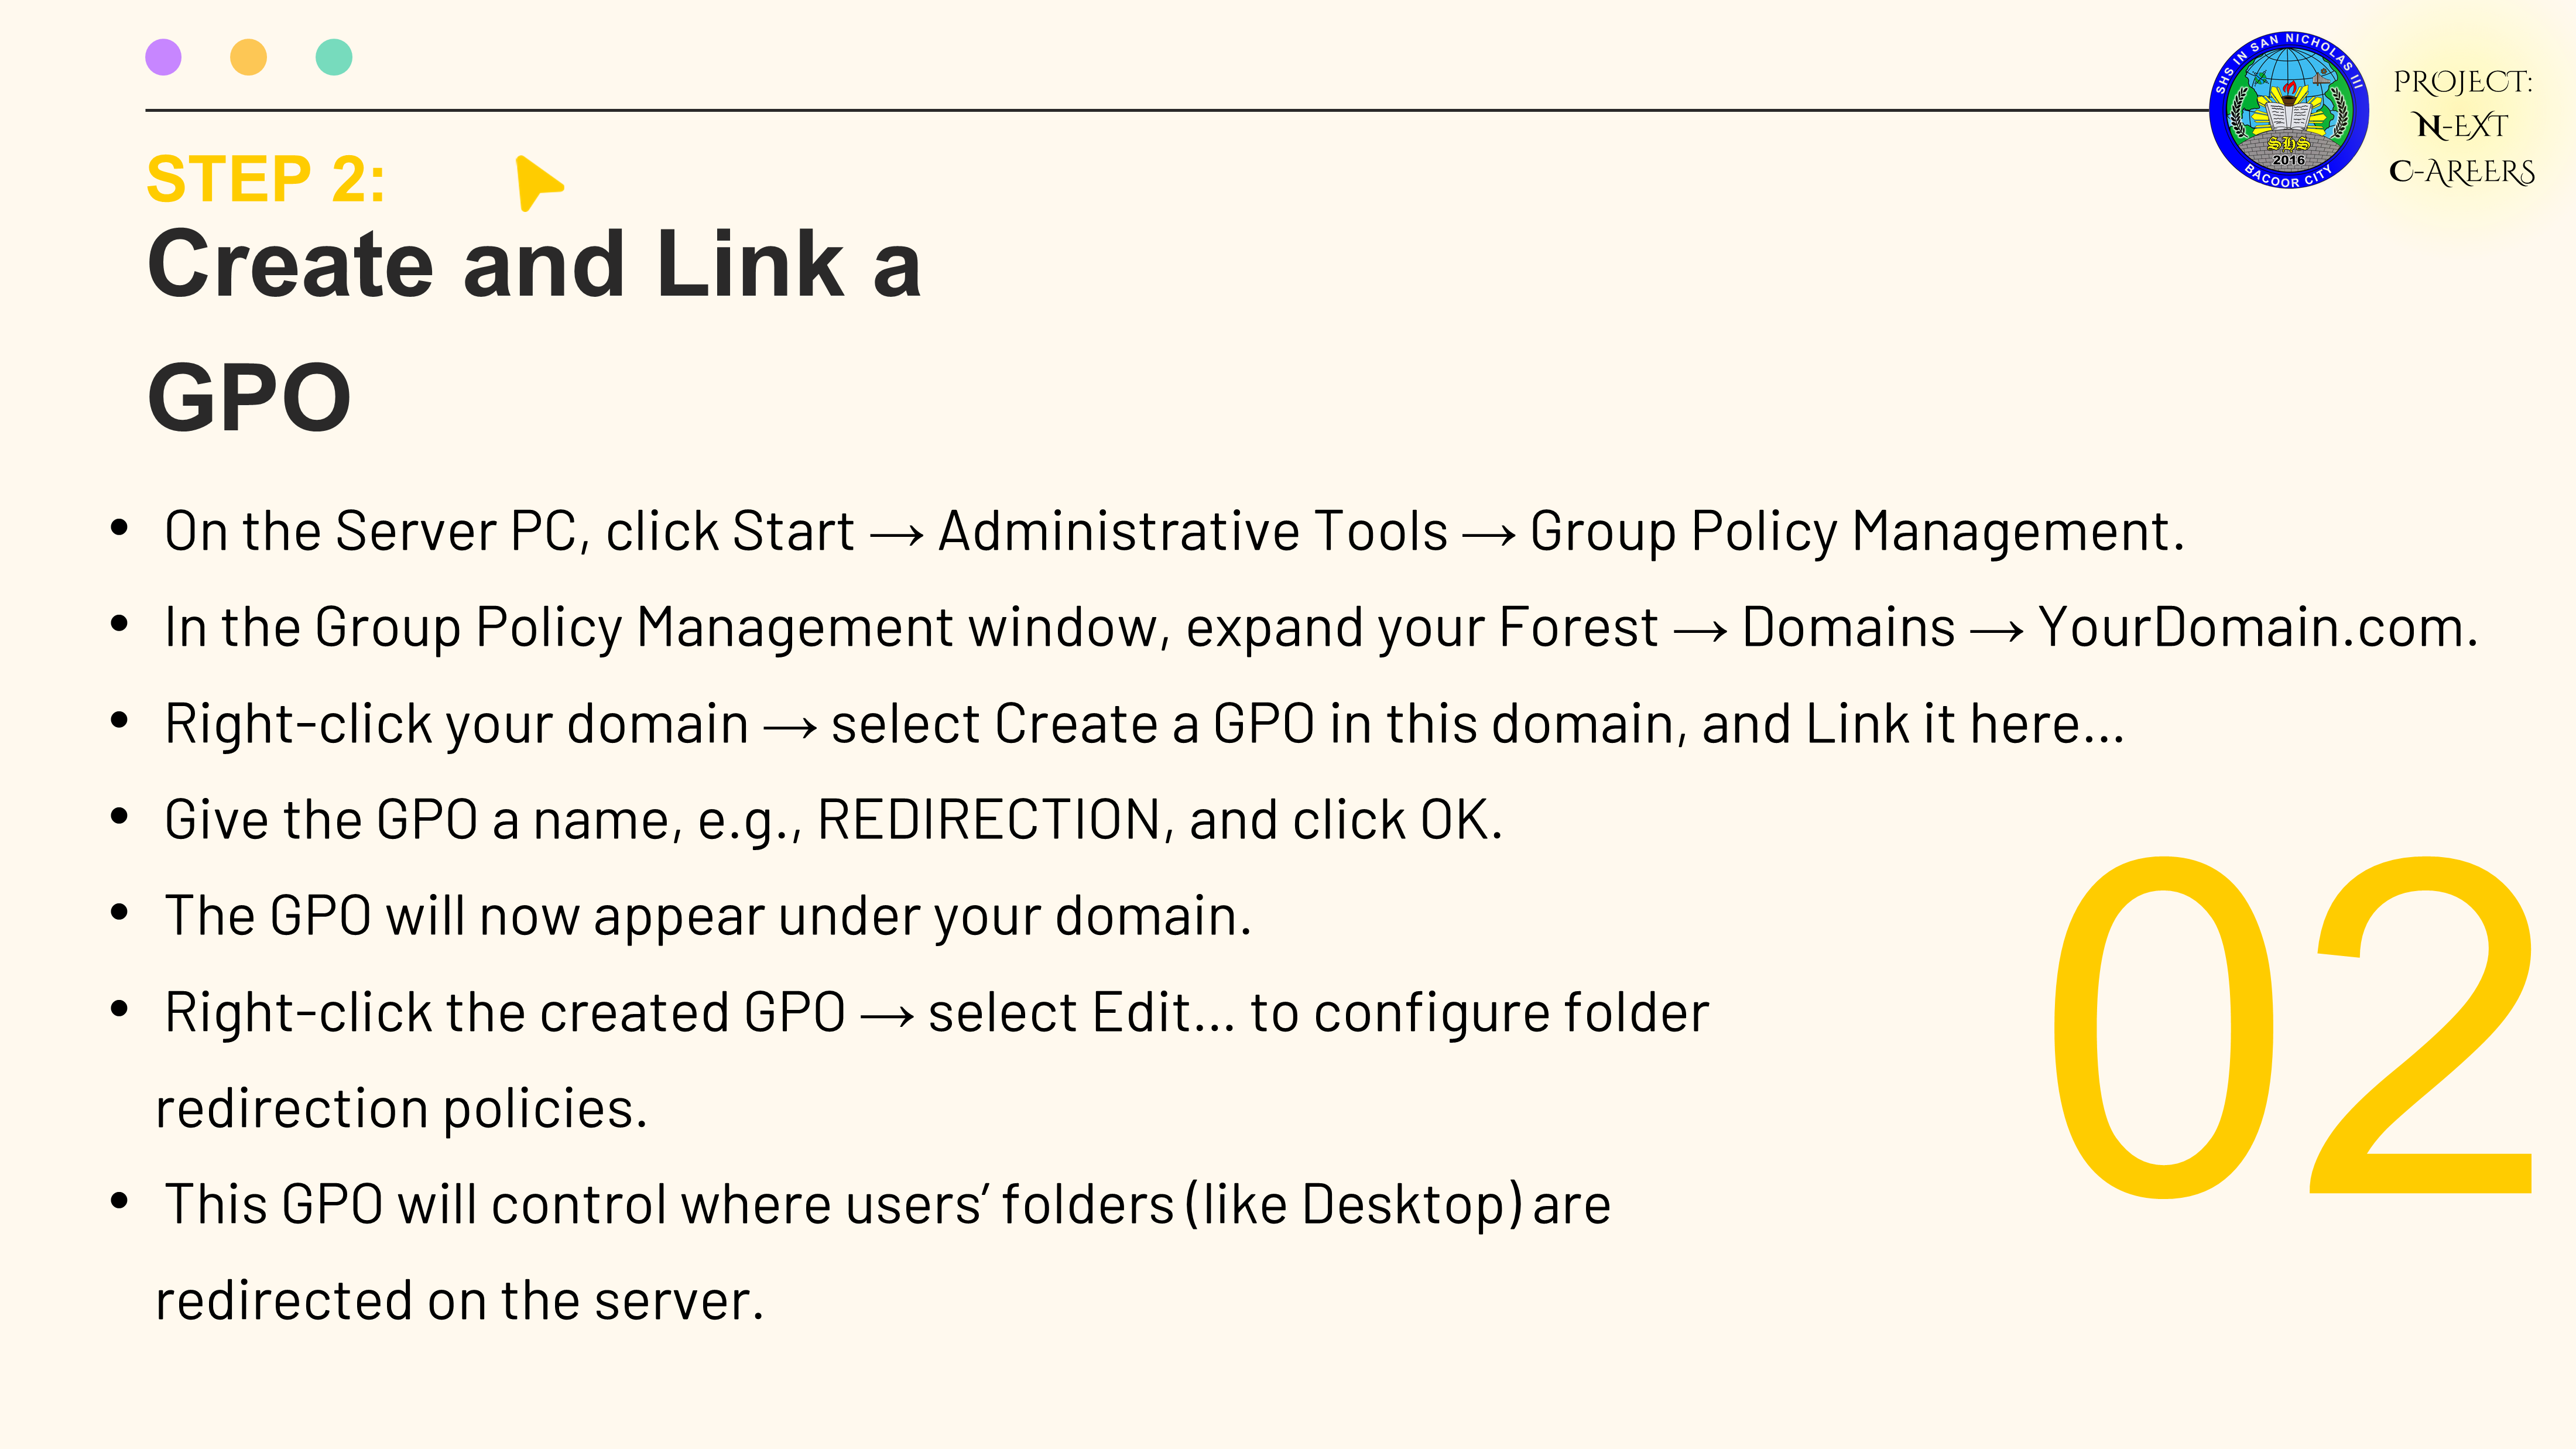 SHS IN SAN NICHOLAS III
SHS
2016
BACOOR CITY
PROJECT:
N-EXT
C-AREERS
STEP 2:
Create and Link a
GPO
• On the Server PC, click Start → Administrative Tools → Group Policy Management.
• In the Group Policy Management window, expand your Forest → Domains → YourDomain.com.
• Right-click your domain → select Create a GPO in this domain, and Link it here...
• Give the GPO a name, e.g., REDIRECTION, and click OK.
• The GPO will now appear under your domain.
• Right-click the created GPO → select Edit... to configure folder
redirection policies.
• This GPO will control where users’ folders (like Desktop) are
redirected on the server.
02